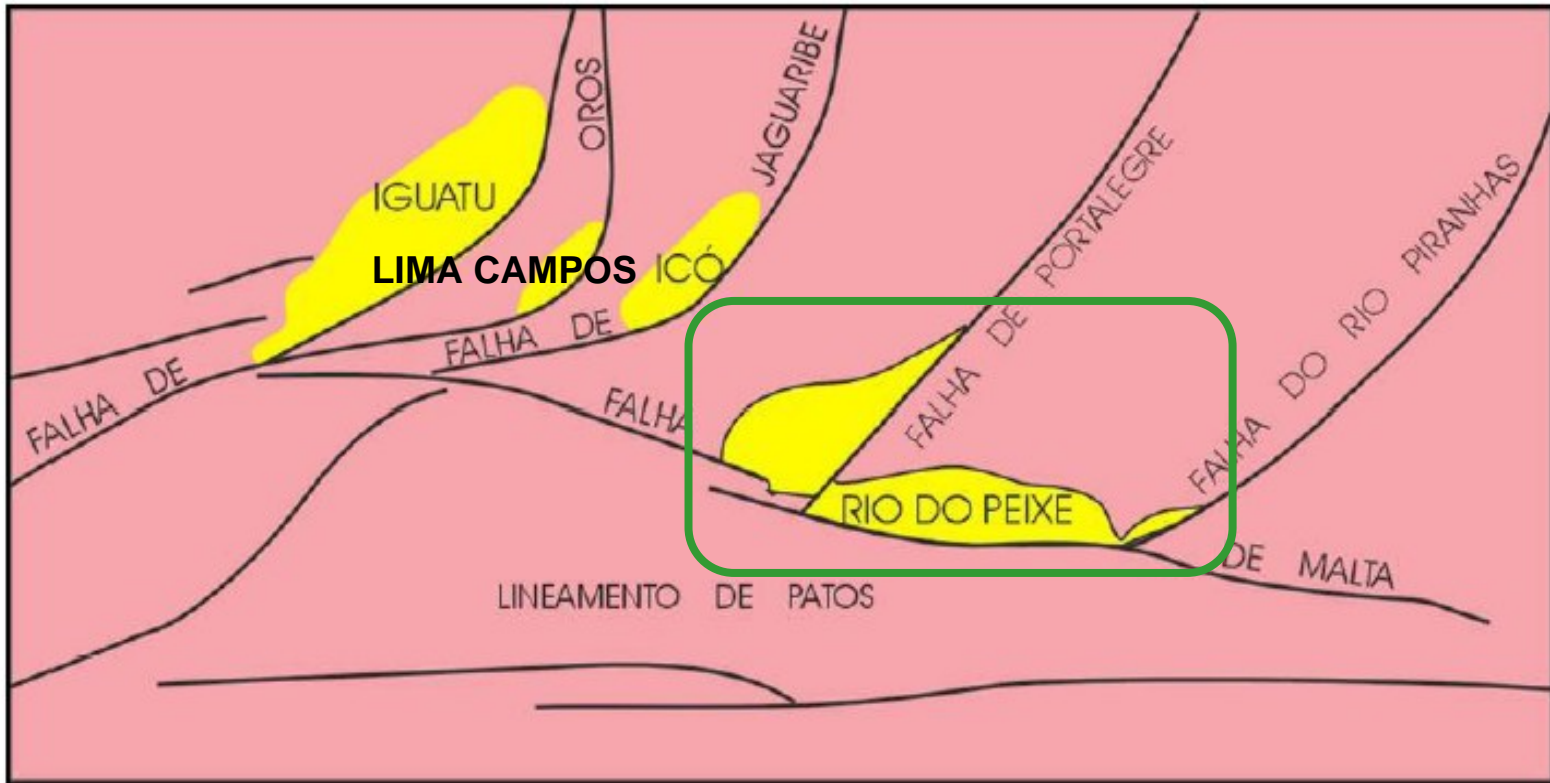 OROS
JAGUARIBE
IGUATU
LIMA CAMPOS
ICÓ
FALHA DE
FALHA DE
FALHA DE PORTALEGRE
FALHA DO RIO PIRANHAS
FALHA
RIO DO PEIXE
DE MALTA
LINEAMENTO DE PATOS